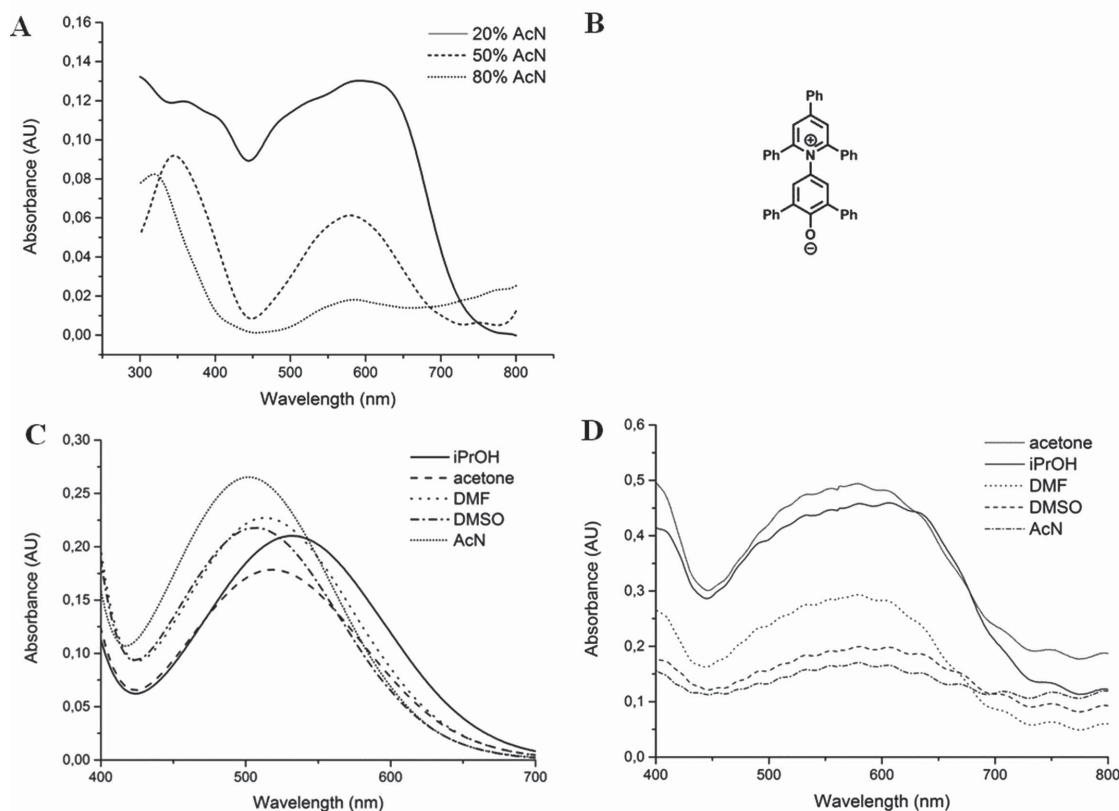 A
0,16
0,14
0,12
0,10
0,08
0,06
0,04
0,02
0,00
Absorbance (AU)
20% AcN
50% AcN
80% AcN
300
400
500
600
700
800
Wavelength (nm)
B
Ph
Ph
Ph
N
Ph
Ph
O
C
0,30
0,25
0,20
0,15
0,10
0,05
0,00
Absorbance (AU)
iPrOH
acetone
DMF
DMSO
AcN
400
500
600
700
Wavelength (nm)
D
0,6
0,5
0,4
0,3
0,2
0,1
0,0
Absorbance (AU)
acetone
iPrOH
DMF
DMSO
AcN
400
500
600
700
800
Wavelength (nm)